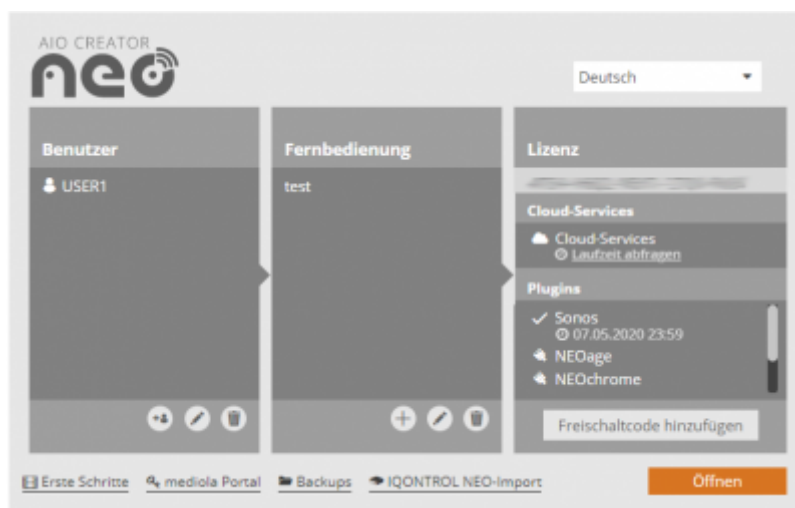 AIO CREATOR
neo
Deutsch
Benutzer
USER1
Fernbedienung
test
Lizenz
Cloud-Services
Cloud-Services
Laufzeit abfragen
Plugins
Sonos
07.05.2020 23:59
NEOage
NEOchrome
Freischaltcode hinzufügen
Erste Schritte
mediola Portal
Backups
IQONTROL NEO-Import
Öffnen